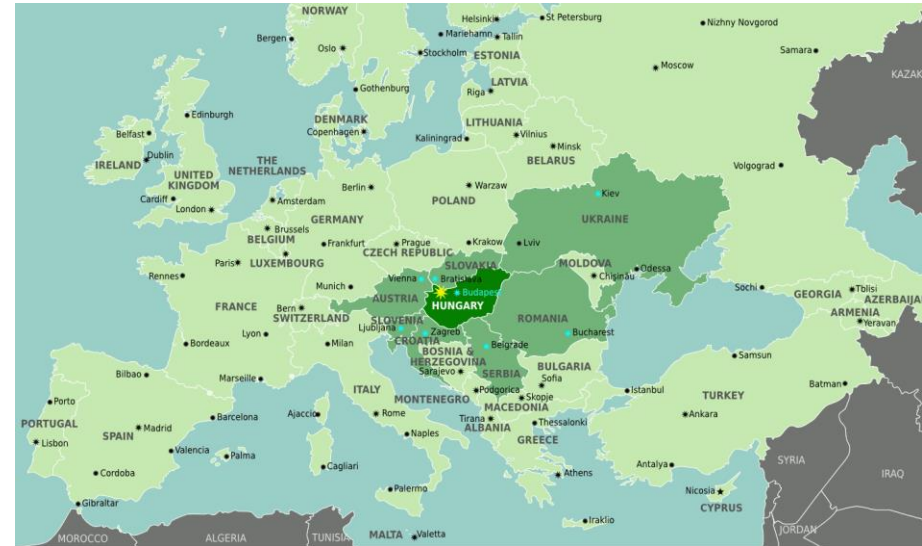 NORWAY
Helsinki
St Petersburg
Nizhny Novgorod
Bergen
Oslo
Mariehamn
Tallin
Stockholm
Samara
ESTONIA
Moscow
KAZAK
LATVIA
Gothenburg
Riga
Edinburgh
DENMARK
LITHUANIA
Belfast
Copenhagen
Kaliningrad
Vilnius
Minsk
Dublin
IRELAND
THE
NETHERLANDS
BELARUS
Volgograd
UNITED
KINGDOM
Berlin
Warzaw
Cardiff
London
Amsterdam
POLAND
Kiev
GERMANY
UKRAINE
Brussels
BELGIUM
Frankfurt
Prague
Krakow
Lviv
CZECH REPUBLIC
Paris
LUXEMBOURG
SLOVAKIA
MOLDOVA
Rennes
Vienna
Bratislava
Chișinău
Odessa
Munich
Budapest
Sochi
AUSTRIA
HUNGARY
GEORGIA
Tblisi
AZERBAIJA
FRANCE
Bern
SWITZERLAND
SLOVENIA
ROMANIA
ARMENIA
Yeravan
Ljubljana
Zagreb
Lyon
CROATIA
Bucharest
Bordeaux
Milan
BOSNIA &
HERZEGOVINA
Belgrade
Samsun
Sarajevo
SERBIA
BULGARIA
Bilbao
Marseille
Sofia
Batman
ITALY
Podgorica
Istanbul
Porto
MONTENEGRO
Skopje
TURKEY
Barcelona
Ajaccio
Rome
MACEDONIA
Ankara
PORTUGAL
Tirana
ALBANIA
Thessalonki
Madrid
SPAIN
Naples
Lisbon
Valencia
Palma
GREECE
Cordoba
Cagliari
Athens
Antalya
SYRIA
IRAQ
Palermo
Nicosia
Gibraltar
CYPRUS
Iraklio
JORDAN
MOROCCO
ALGERIA
TUNISIA
MALTA
Valetta